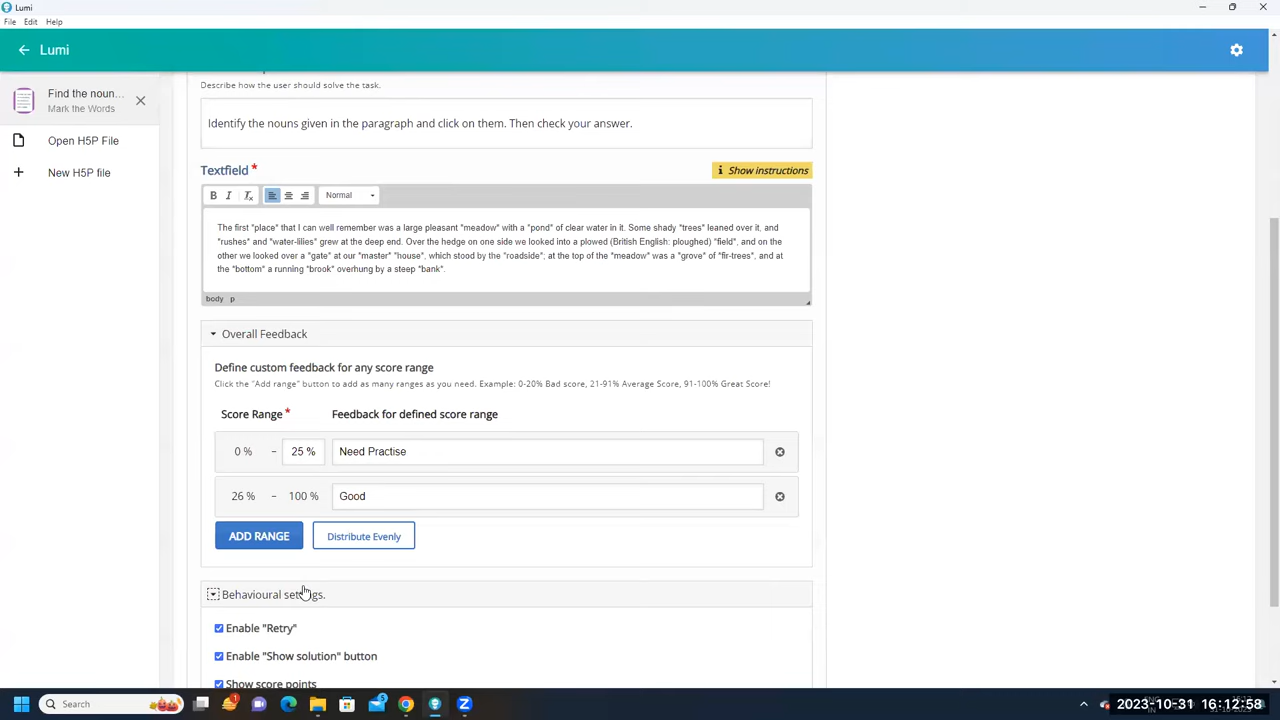 Lumi
File Edit Help
Lumi
Find the noun...
Mark the Words
Open H5P File
New H5P file
Describe how the user should solve the task.
Identify the nouns given in the paragraph and click on them. Then check your answer.
Textfield *
Show instructions
B I Tx Normal
The first *place* that I can well remember was a large pleasant *meadow* with a *pond* of clear water in it. Some shady *trees* leaned over it, and
*rushes* and *water-lilies* grew at the deep end. Over the hedge on one side we looked into a plowed (British English: ploughed) *field*, and on the
other we looked over a *gate* at our *master* *house*, which stood by the *roadside*; at the top of the *meadow* was a *grove* of *fir-trees*, and at
the *bottom* a running *brook* overhung by a steep *bank*.
body p
Overall Feedback
Define custom feedback for any score range
Click the "Add range" button to add as many ranges as you need. Example: 0-20% Bad score, 21-91% Average Score, 91-100% Great Score!
Score Range * Feedback for defined score range
0 % – 25 % Need Practise
26 % – 100 % Good
ADD RANGE Distribute Evenly
Behavioural settings.
Enable "Retry"
Enable "Show solution" button
Show score points
Search
2023-10-31 16:12:58